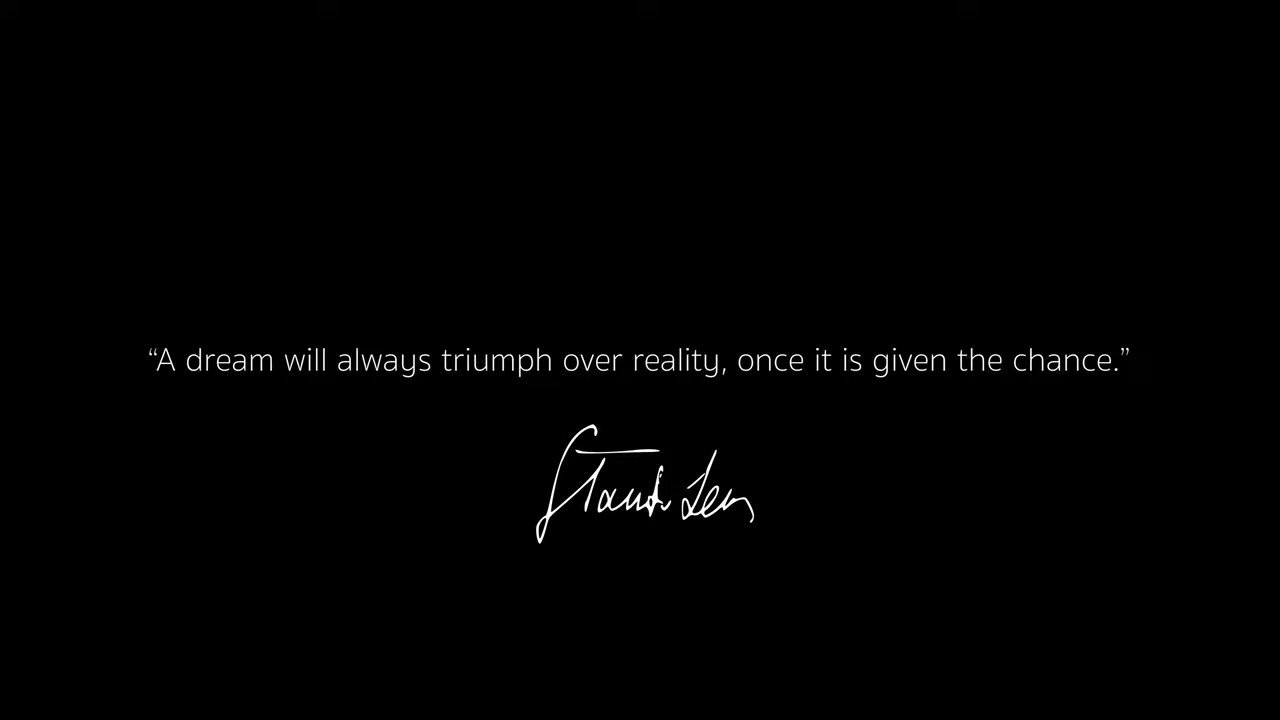 “A dream will always triumph over reality, once it is given the chance.”